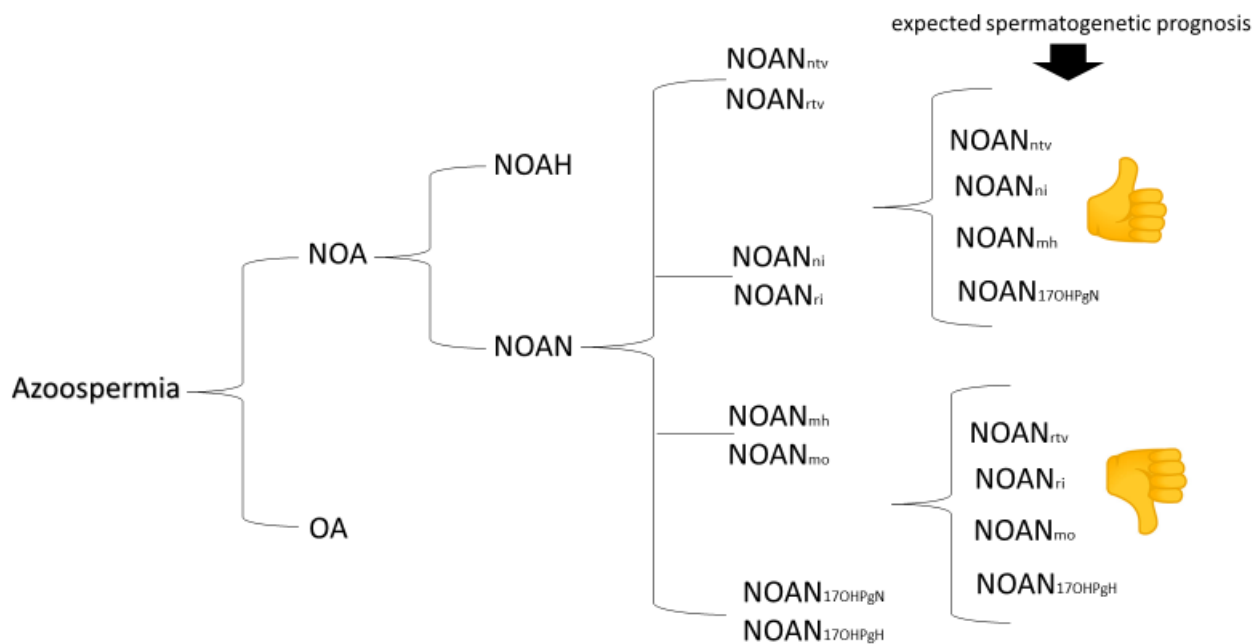 expected spermatogenetic prognosis
Azoospermia
NOA
OA
NOAH
NOAN
NOANntv
NOANrtv
NOANni
NOANri
NOANmh
NOANmo
NOAN17OHPgN
NOAN17OHPgH
NOANntv
NOANni
NOANmh
NOAN17OHPgN
NOANrtv
NOANri
NOANmo
NOAN17OHPgH